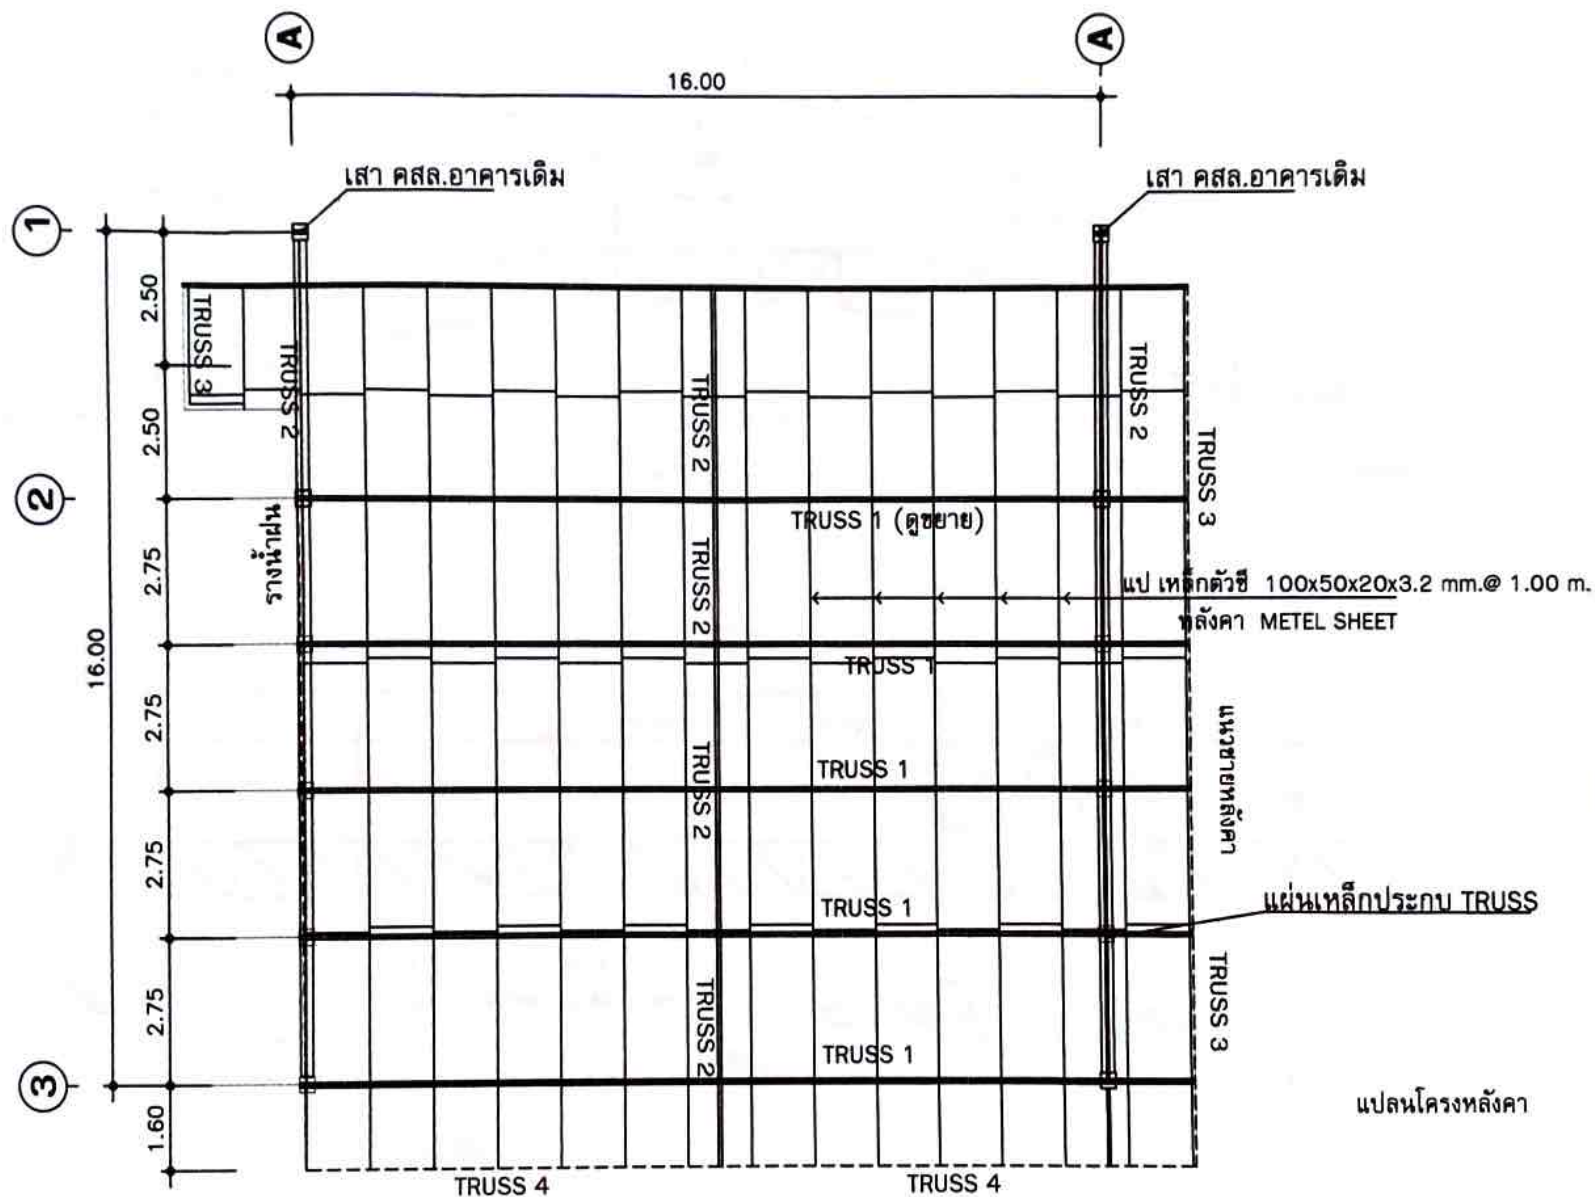 A
A
16.00
เสา คสล.อาคารเดิม
เสา คสล.อาคารเดิม
1
2.50
TRUSS 3
TRUSS 2
TRUSS 2
TRUSS 2
TRUSS 3
2.50
2
TRUSS 1 (ดูขยาย)
รางน้ำฝน
TRUSS 2
2.75
แป เหล็กตัวซี 100x50x20x3.2 mm.@ 1.00 m.
หลังคา METEL SHEET
16.00
TRUSS 1
2.75
TRUSS 2
TRUSS 1
แนวชายหลังคา
2.75
TRUSS 1
แผ่นเหล็กประกบ TRUSS
2.75
TRUSS 2
TRUSS 3
TRUSS 1
3
แปลนโครงหลังคา
1.60
TRUSS 4
TRUSS 4